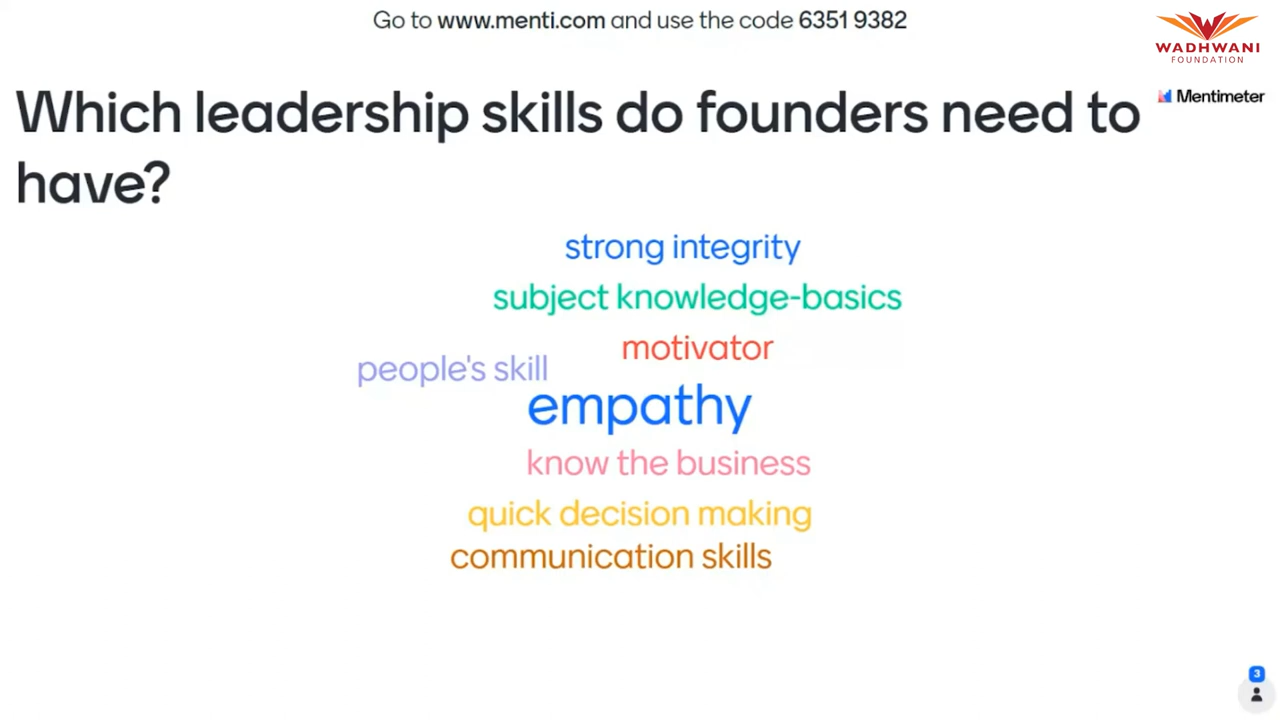 Go to www.menti.com and use the code 6351 9382
WADHWANI
FOUNDATION
Mentimeter
Which leadership skills do founders need to
have?
strong integrity
subject knowledge-basics
motivator
people's skill
empathy
know the business
quick decision making
communication skills
3